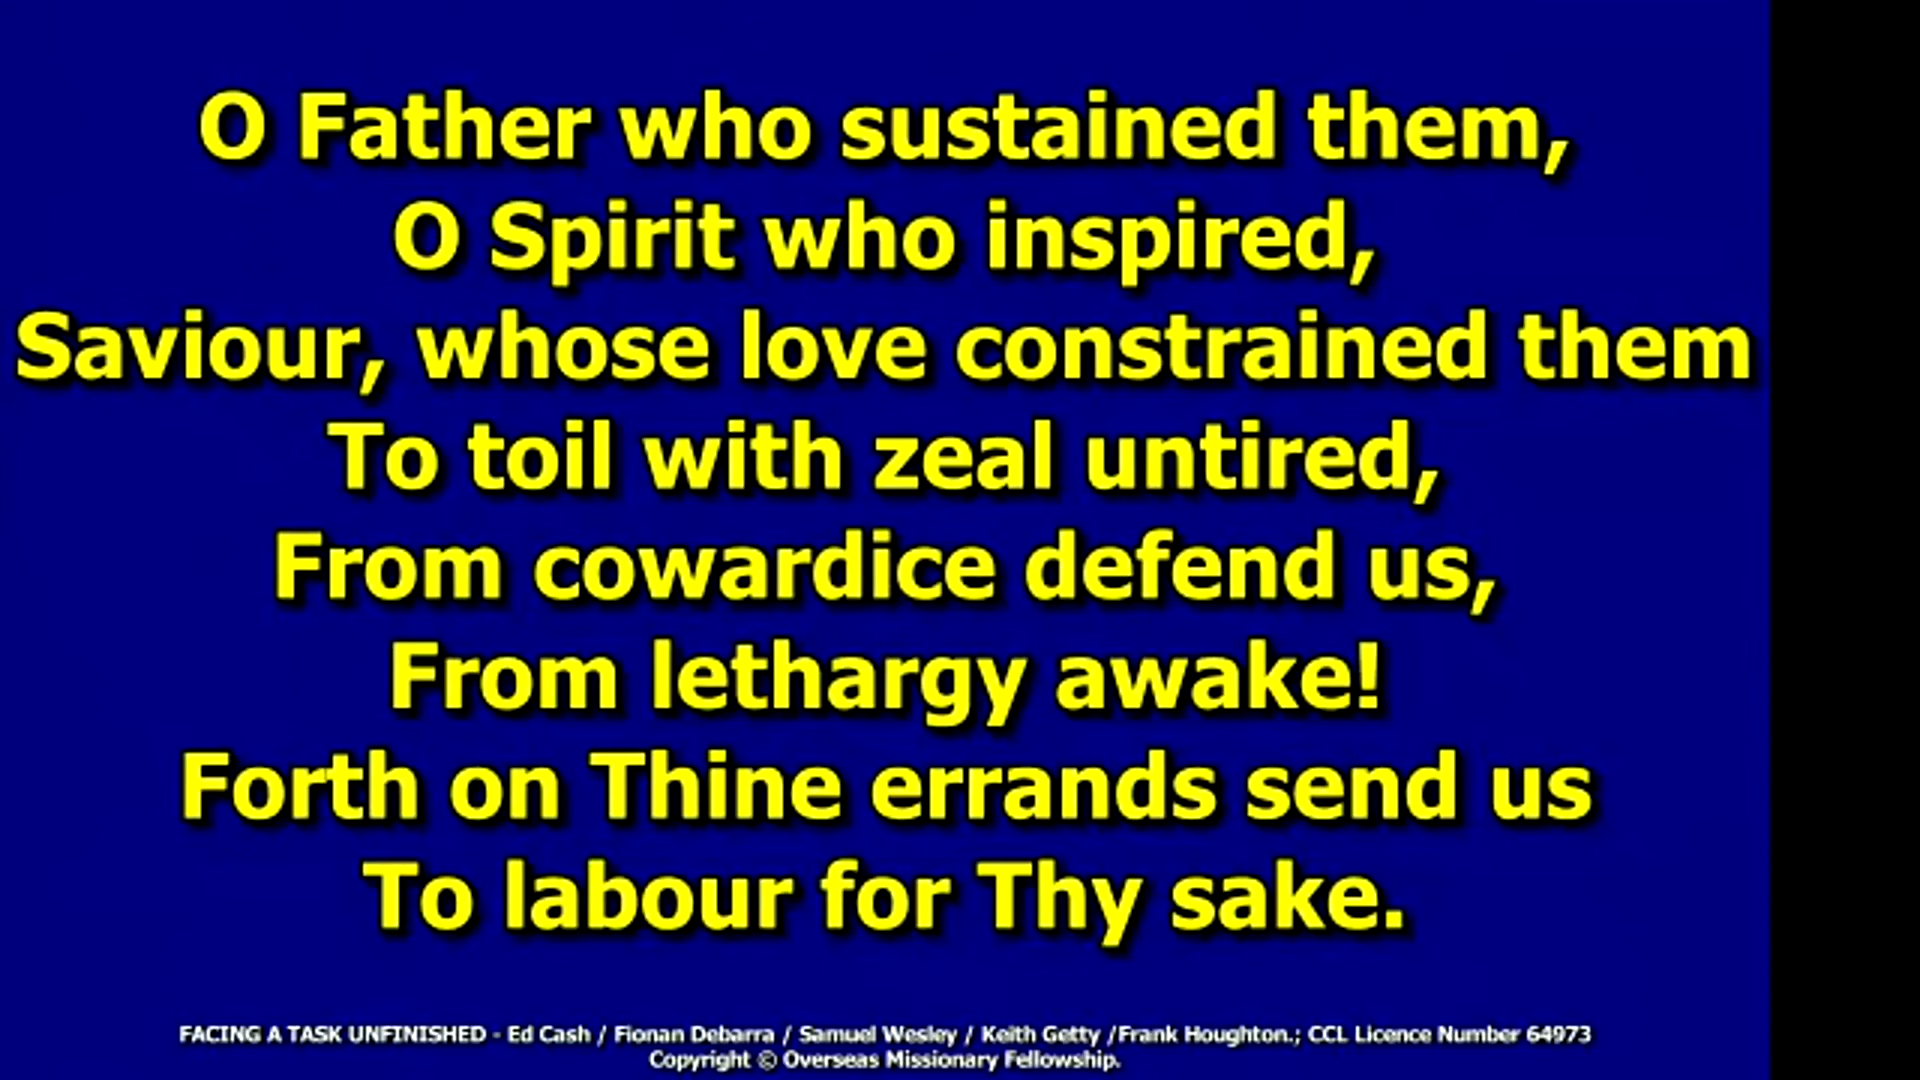 O Father who sustained them,
O Spirit who inspired,
Saviour, whose love constrained them
To toil with zeal untired,
From cowardice defend us,
From lethargy awake!
Forth on Thine errands send us
To labour for Thy sake.
FACING A TASK UNFINISHED - Ed Cash / Fionan Debarra / Samuel Wesley / Keith Getty /Frank Houghton.; CCL Licence Number 64973
Copyright © Overseas Missionary Fellowship.